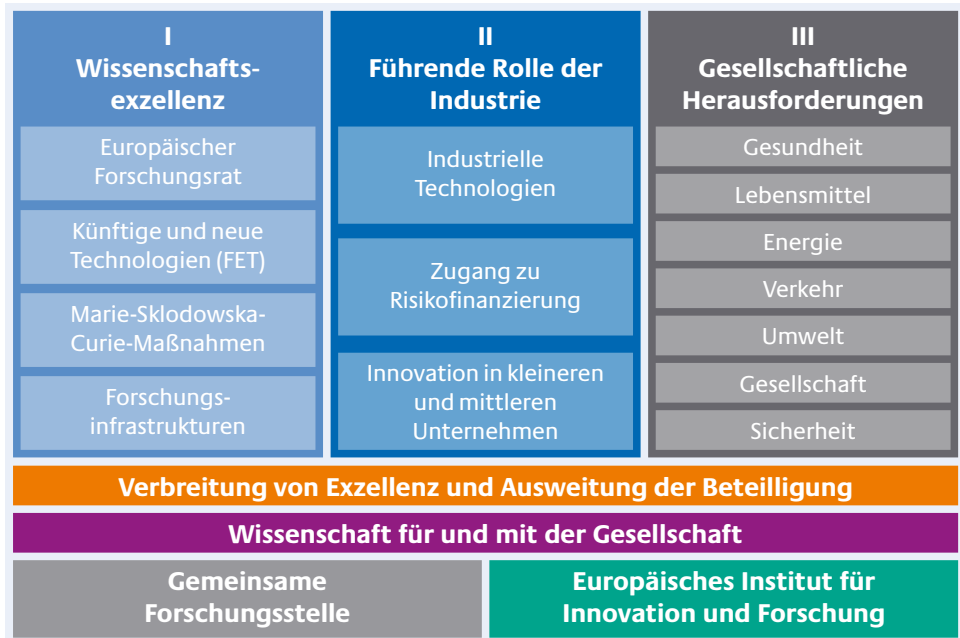 I
Wissenschafts-
exzellenz
Europäischer
Forschungsrat
Künftige und neue
Technologien (FET)
Marie-Sklodowska-
Curie-Maßnahmen
Forschungs-
infrastrukturen
II
Führende Rolle der
Industrie
Industrielle
Technologien
Zugang zu
Risikofinanzierung
Innovation in kleineren
und mittleren
Unternehmen
III
Gesellschaftliche
Herausforderungen
Gesundheit
Lebensmittel
Energie
Verkehr
Umwelt
Gesellschaft
Sicherheit
Verbreitung von Exzellenz und Ausweitung der Beteilligung
Wissenschaft für und mit der Gesellschaft
Gemeinsame
Forschungsstelle
Europäisches Institut für
Innovation und Forschung